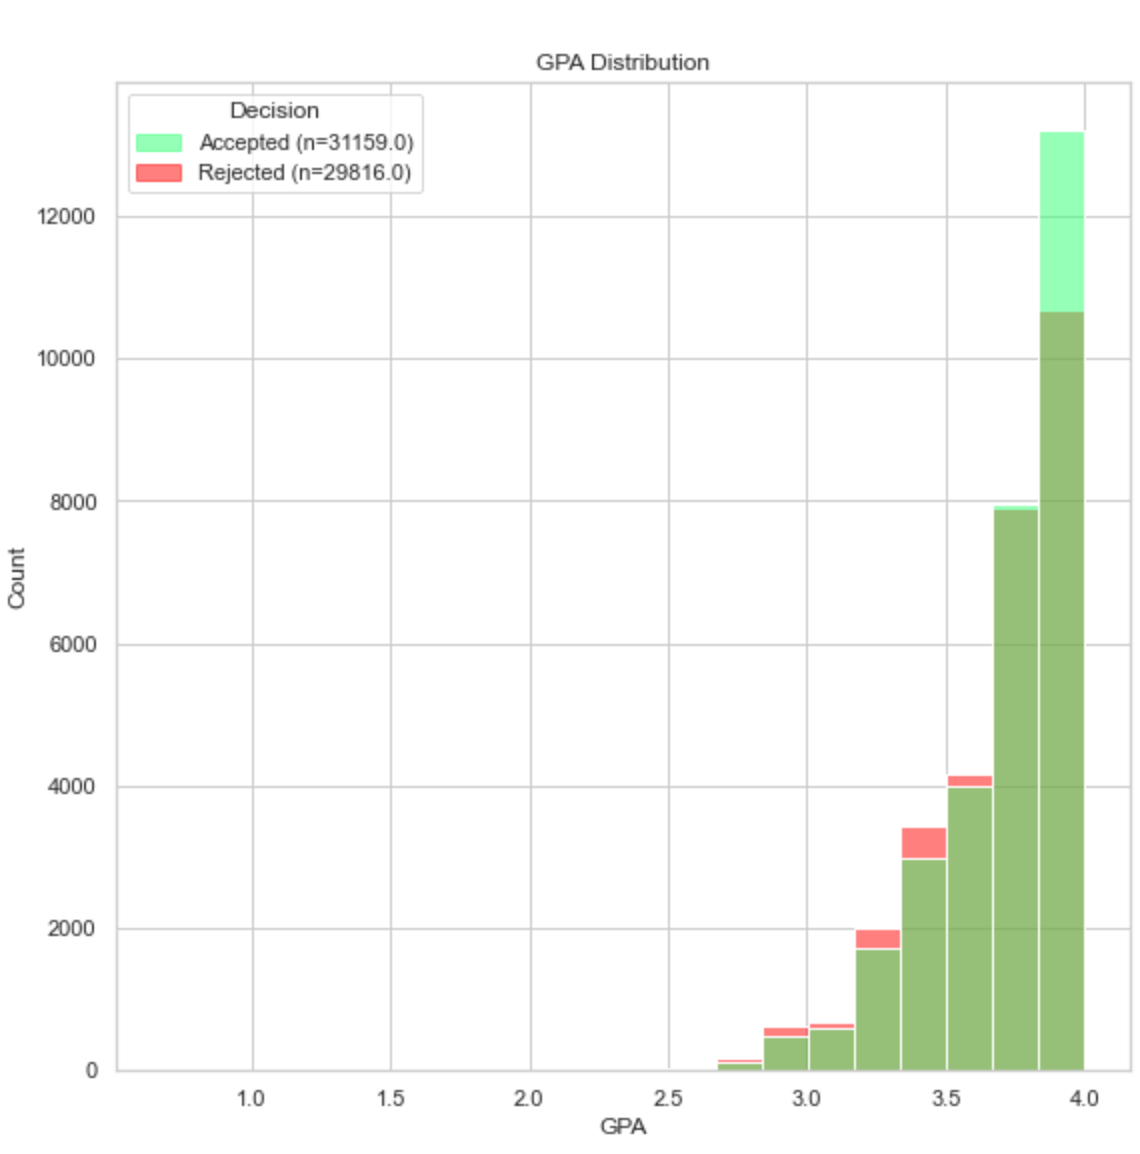 GPA Distribution
Decision
Accepted (n=31159.0)
Rejected (n=29816.0)
12000
10000
8000
6000
4000
2000
0
Count
1.0 1.5 2.0 2.5 3.0 3.5 4.0
GPA